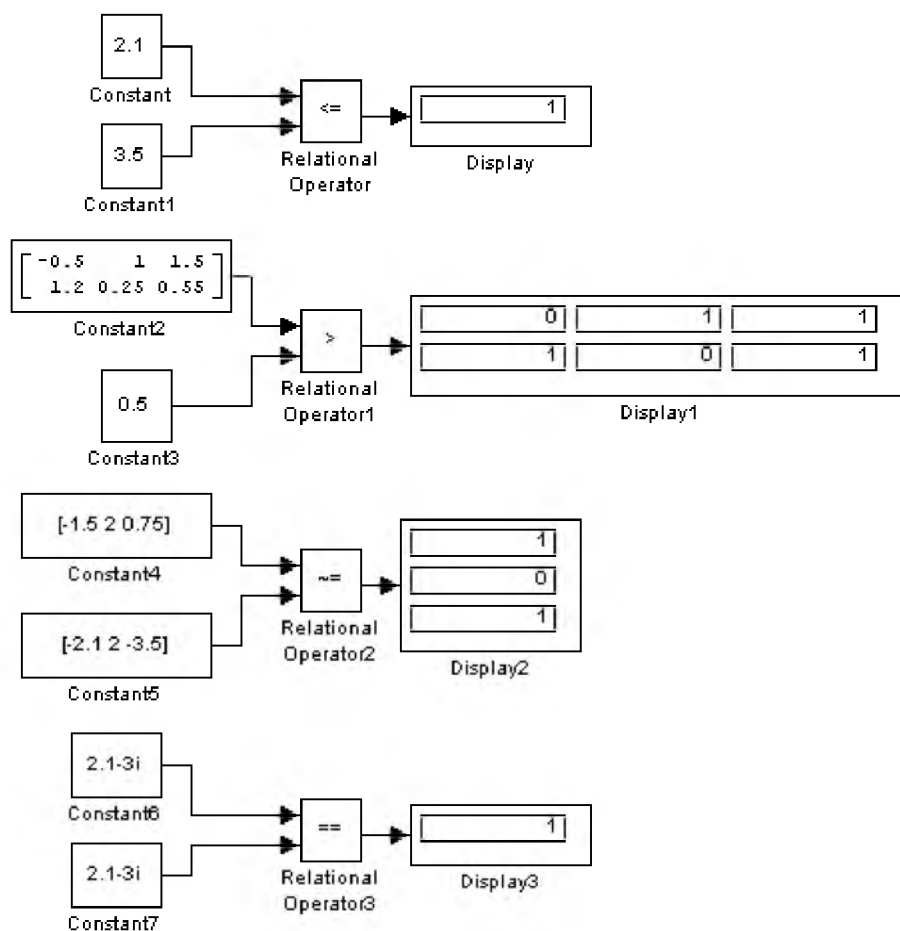 2.1
Constant
3.5
Constant1
<=
Relational
Operator
1
Display
-0.5 1 1.5
1.2 0.25 0.55
Constant2
0.5
Constant3
>
Relational
Operator1
0 1 1
1 0 1
Display1
[-1.5 2 0.75]
Constant4
[-2.1 2 -3.5]
Constant5
~=
Relational
Operator2
1
0
1
Display2
2.1-3i
Constant6
2.1-3i
Constant7
==
Relational
Operator3
1
Display3